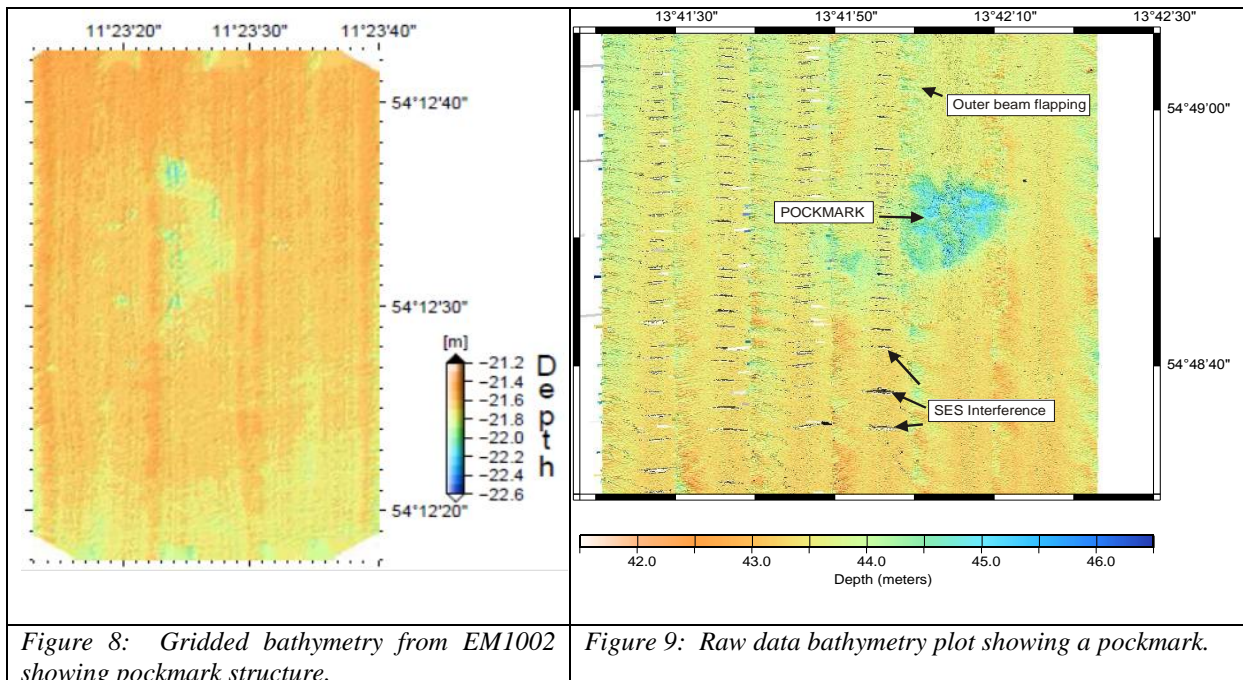 11°23'20" 11°23'30" 11°23'40"
54°12'40"
54°12'30"
54°12'20"
[m]
−21.2
−21.4
−21.6
−21.8
−22.0
−22.2
−22.4
−22.6
Depth
13°41'30" 13°41'50" 13°42'10" 13°42'30"
54°49'00"
54°48'40"
Outer beam flapping
POCKMARK
SES Interference
42.0 43.0 44.0 45.0 46.0
Depth (meters)
Figure 8: Gridded bathymetry from EM1002
showing pockmark structure.
Figure 9: Raw data bathymetry plot showing a pockmark.